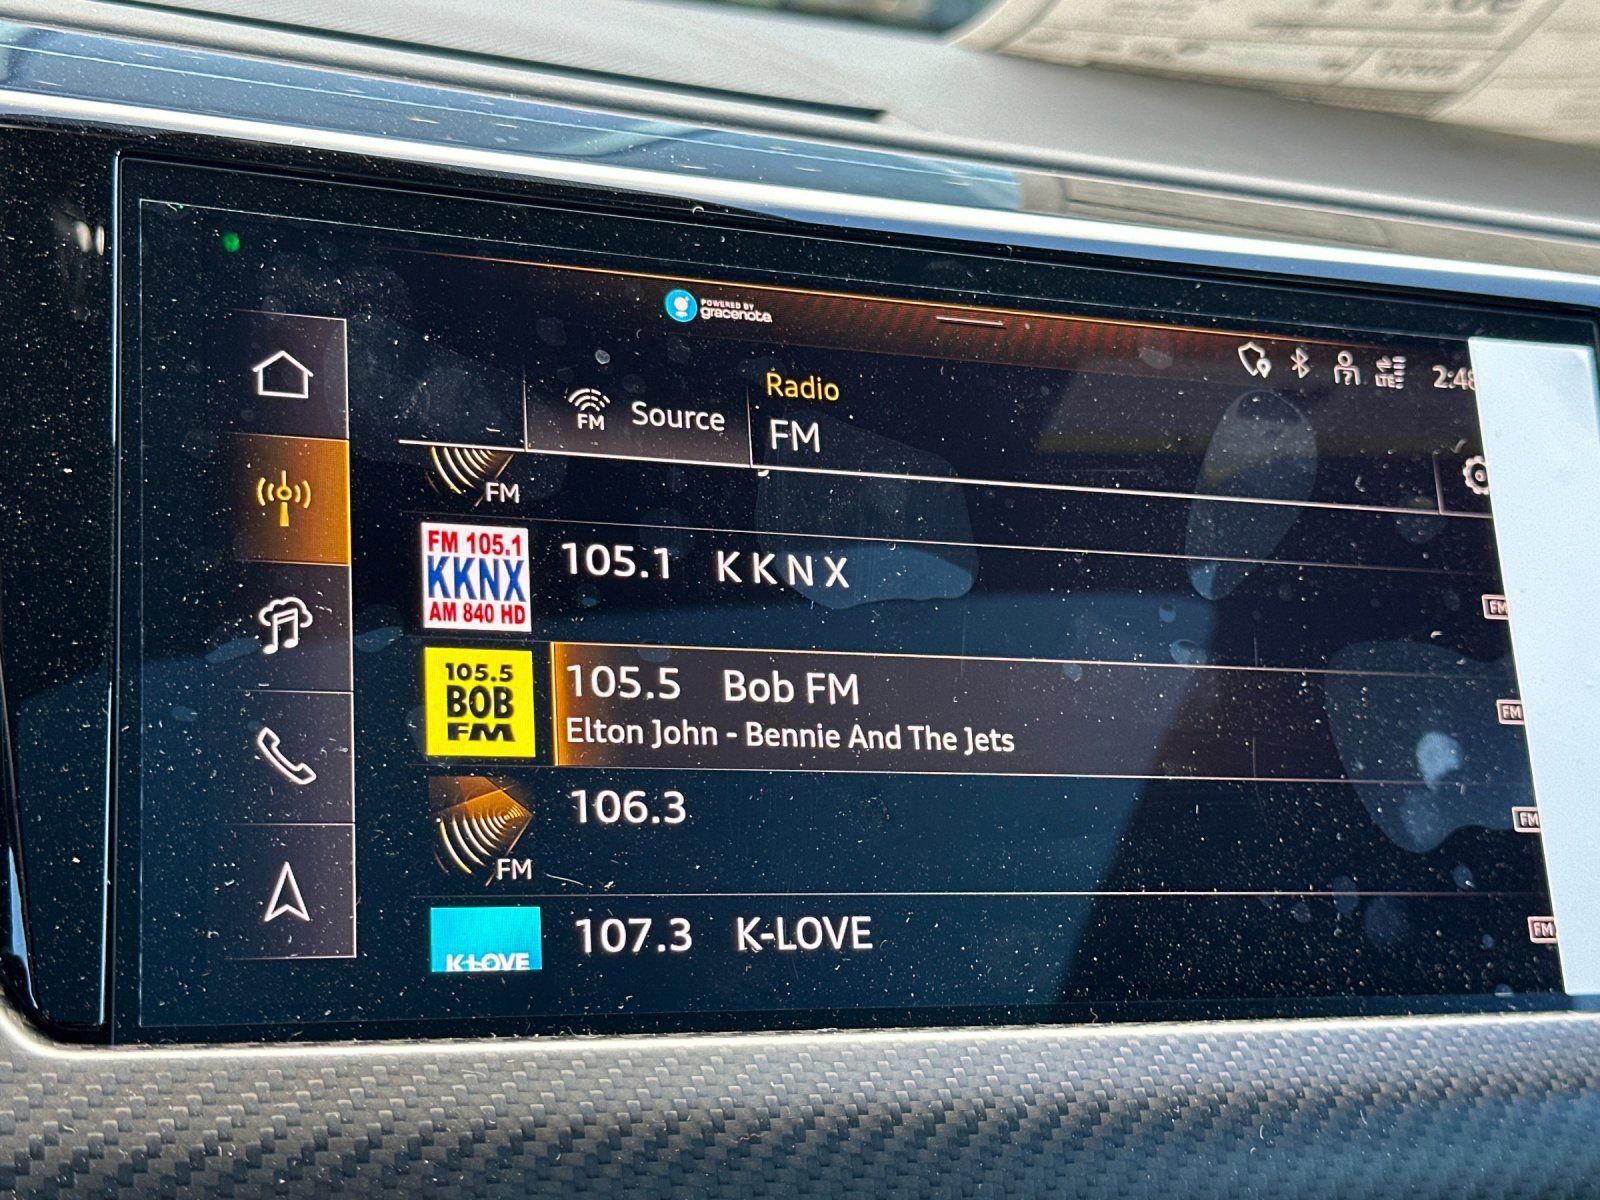 POWERED BY
gracenote
LTE
2:48
FM
Source
Radio
FM
FM
FM 105.1
KKNX
AM 840 HD
105.1 KKNX
FM
105.5
BOB
FM
105.5 Bob FM
Elton John - Bennie And The Jets
FM
106.3
FM
FM
K-LOVE
107.3 K-LOVE
FM